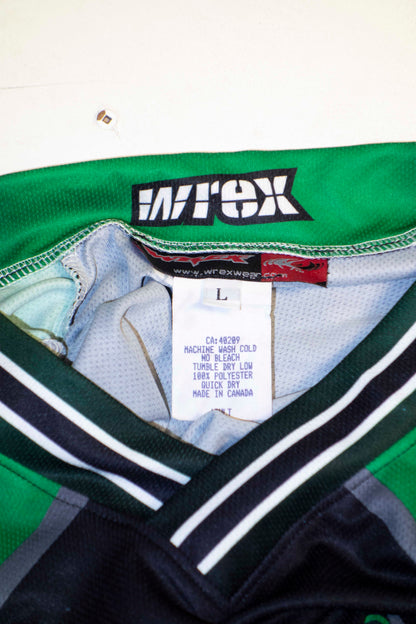 wrex
www.wrexwear.com
L
CA:40209
MACHINE WASH COLD
NO BLEACH
TUMBLE DRY LOW
100% POLYESTER
QUICK DRY
MADE IN CANADA